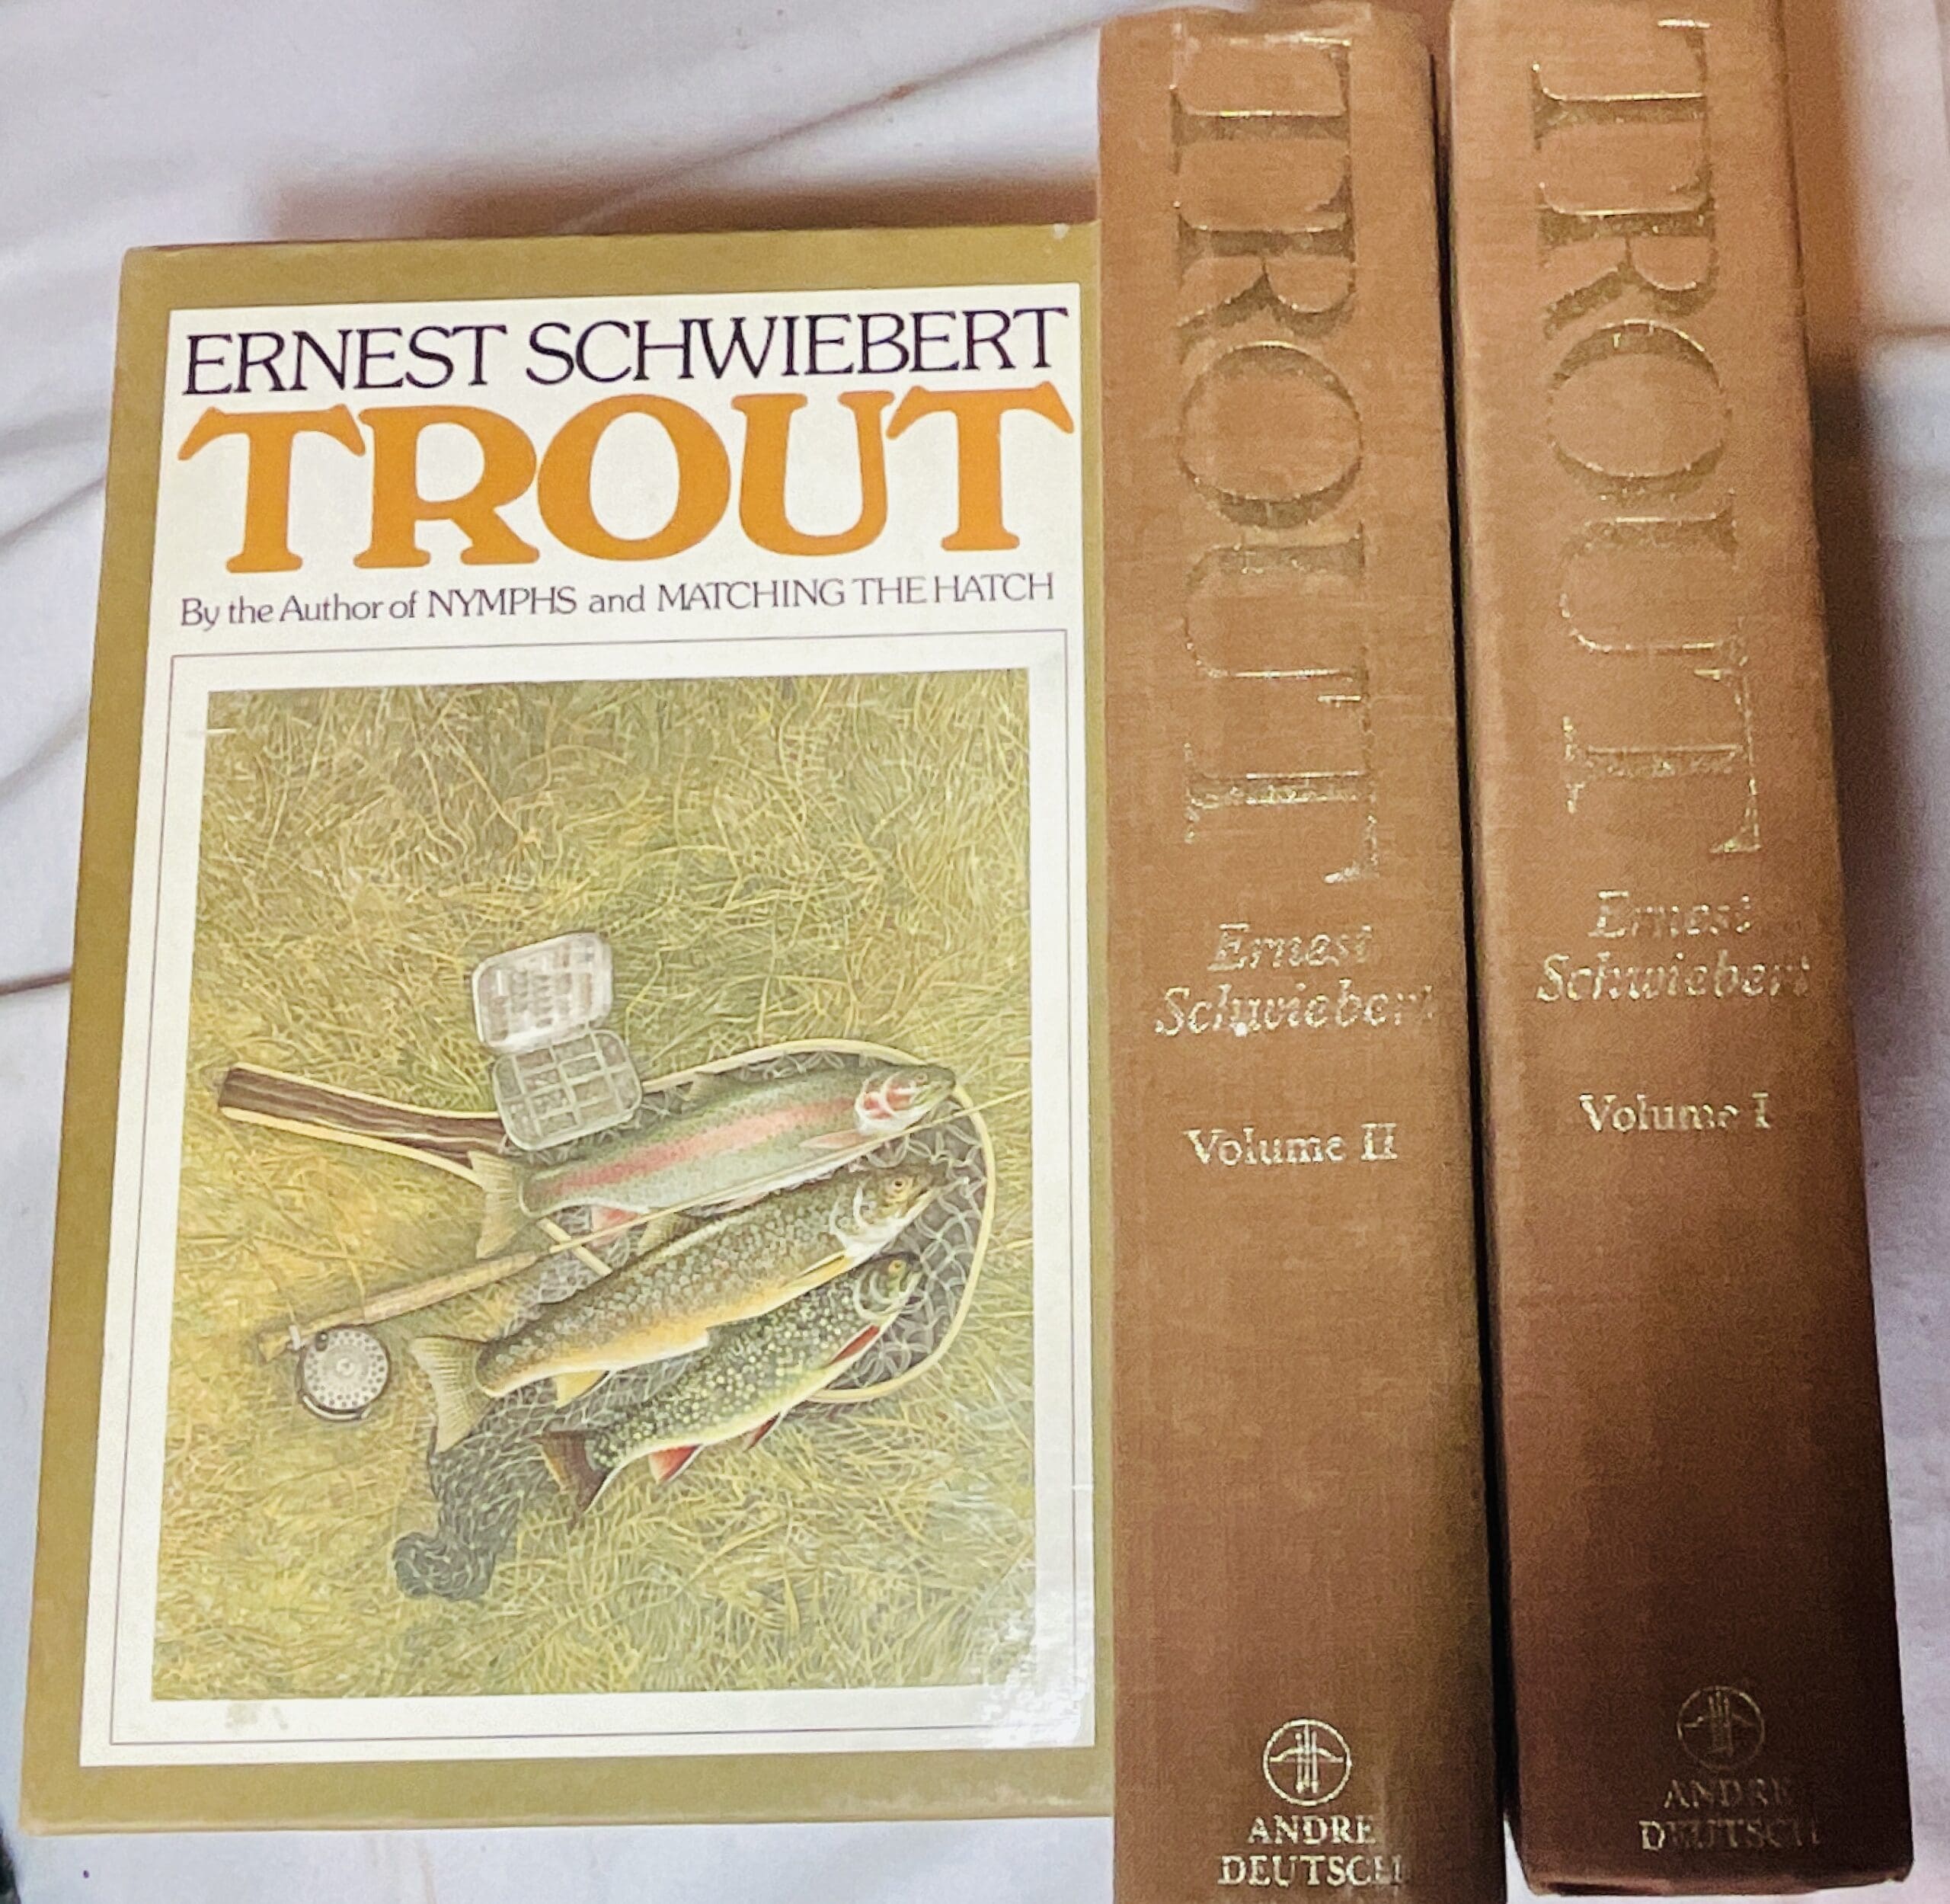 ERNEST SCHWIEBERT
TROUT
By the Author of NYMPHS and MATCHING THE HATCH
TROUT
Ernest
Schwiebert
Volume II
ANDRE
DEUTSCH
TROUT
Ernest
Schwiebert
Volume I
ANDRE
DEUTSCH